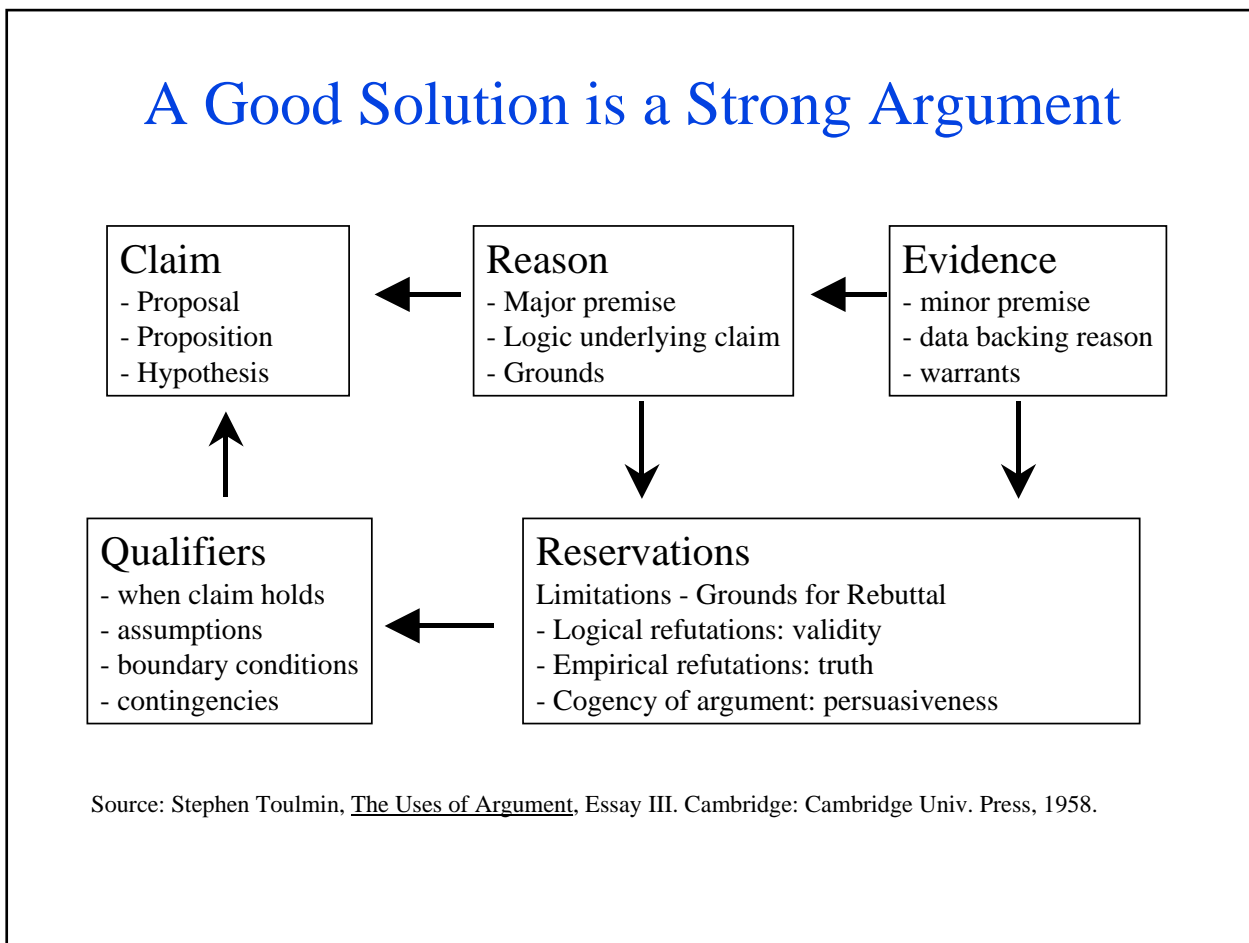 A Good Solution is a Strong Argument
Claim
- Proposal
- Proposition
- Hypothesis
Reason
- Major premise
- Logic underlying claim
- Grounds
Evidence
- minor premise
- data backing reason
- warrants
Qualifiers
- when claim holds
- assumptions
- boundary conditions
- contingencies
Reservations
Limitations - Grounds for Rebuttal
- Logical refutations: validity
- Empirical refutations: truth
- Cogency of argument: persuasiveness
Source: Stephen Toulmin, The Uses of Argument, Essay III. Cambridge: Cambridge Univ. Press, 1958.